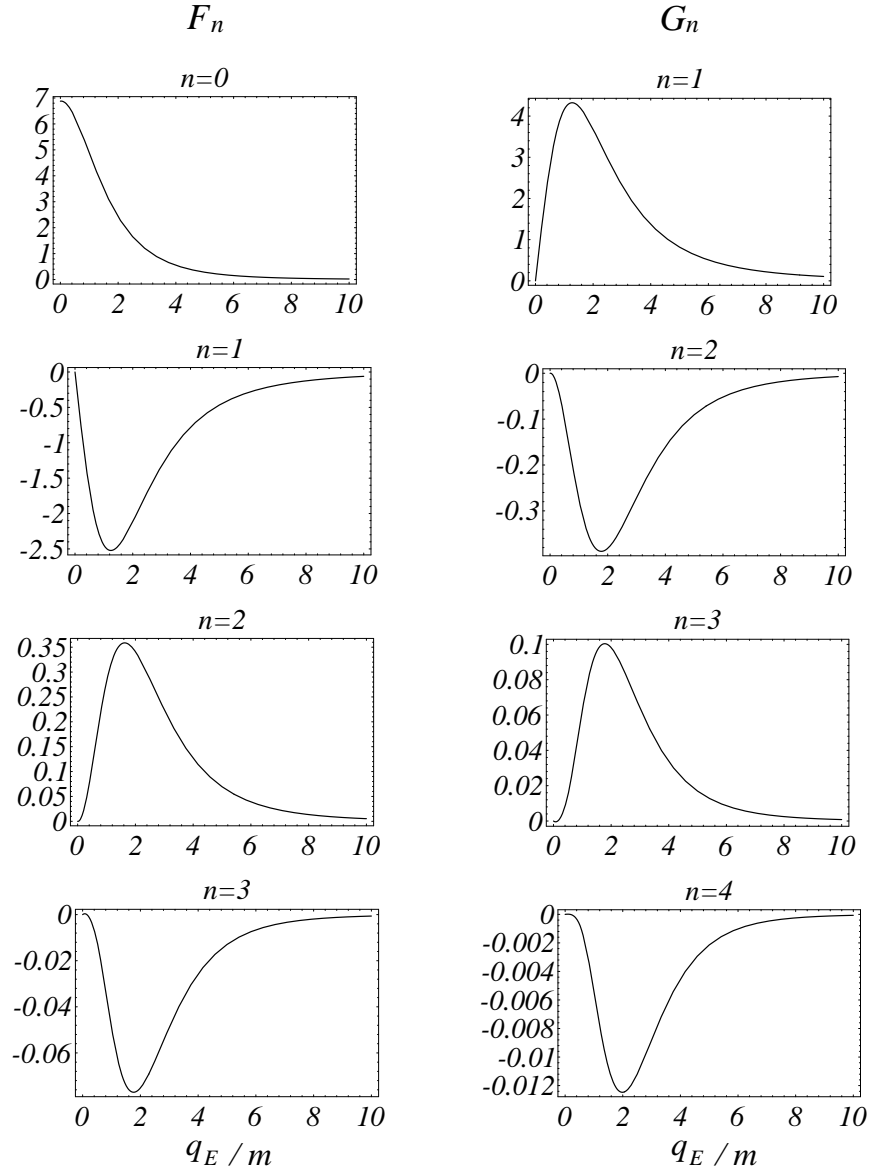 F_n
G_n
n=0
7
6
5
4
3
2
1
0
0 2 4 6 8 10
n=1
4
3
2
1
0
0 2 4 6 8 10
n=1
0
-0.5
-1
-1.5
-2
-2.5
0 2 4 6 8 10
n=2
0
-0.1
-0.2
-0.3
0 2 4 6 8 10
n=2
0.35
0.3
0.25
0.2
0.15
0.1
0.05
0
0 2 4 6 8 10
n=3
0.1
0.08
0.06
0.04
0.02
0
0 2 4 6 8 10
n=3
0
-0.02
-0.04
-0.06
0 2 4 6 8 10
q_E / m
n=4
0
-0.002
-0.004
-0.006
-0.008
-0.01
-0.012
0 2 4 6 8 10
q_E / m